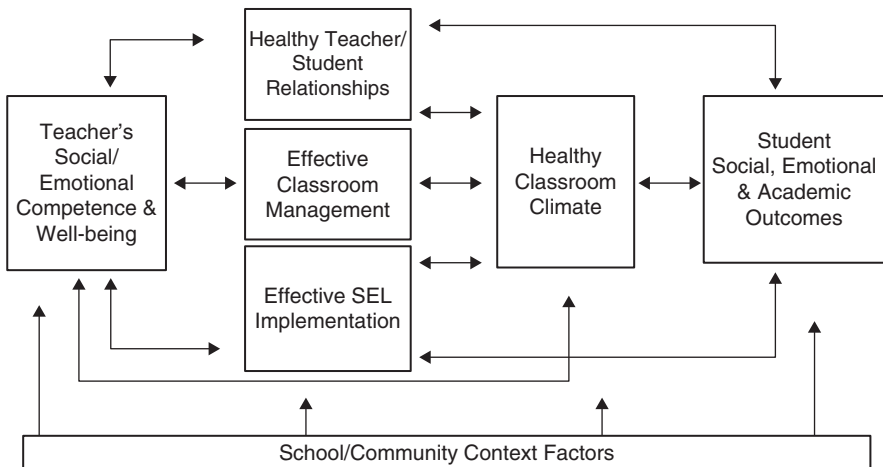 Healthy Teacher/
Student
Relationships
Teacher's
Social/
Emotional
Competence &
Well-being
Effective
Classroom
Management
Healthy
Classroom
Climate
Student
Social, Emotional
& Academic
Outcomes
Effective SEL
Implementation
School/Community Context Factors